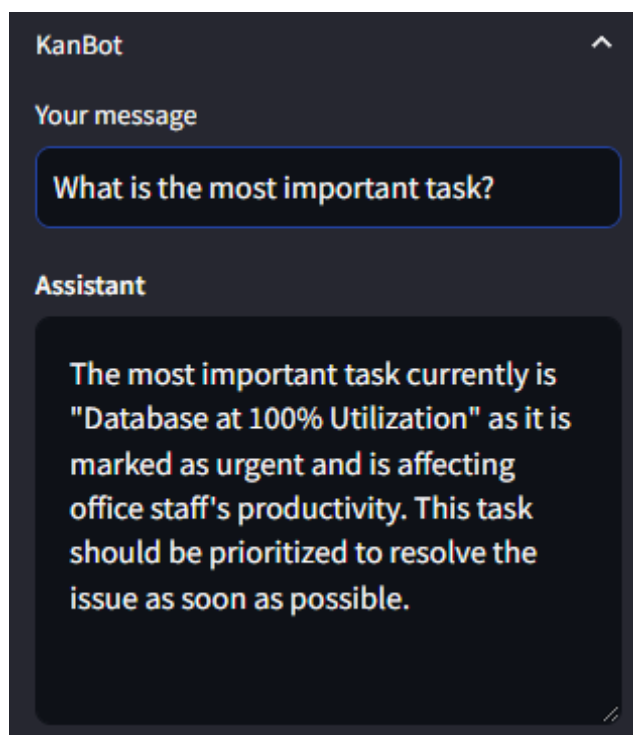 KanBot
Your message
What is the most important task?
Assistant
The most important task currently is
"Database at 100% Utilization" as it is
marked as urgent and is affecting
office staff's productivity. This task
should be prioritized to resolve the
issue as soon as possible.